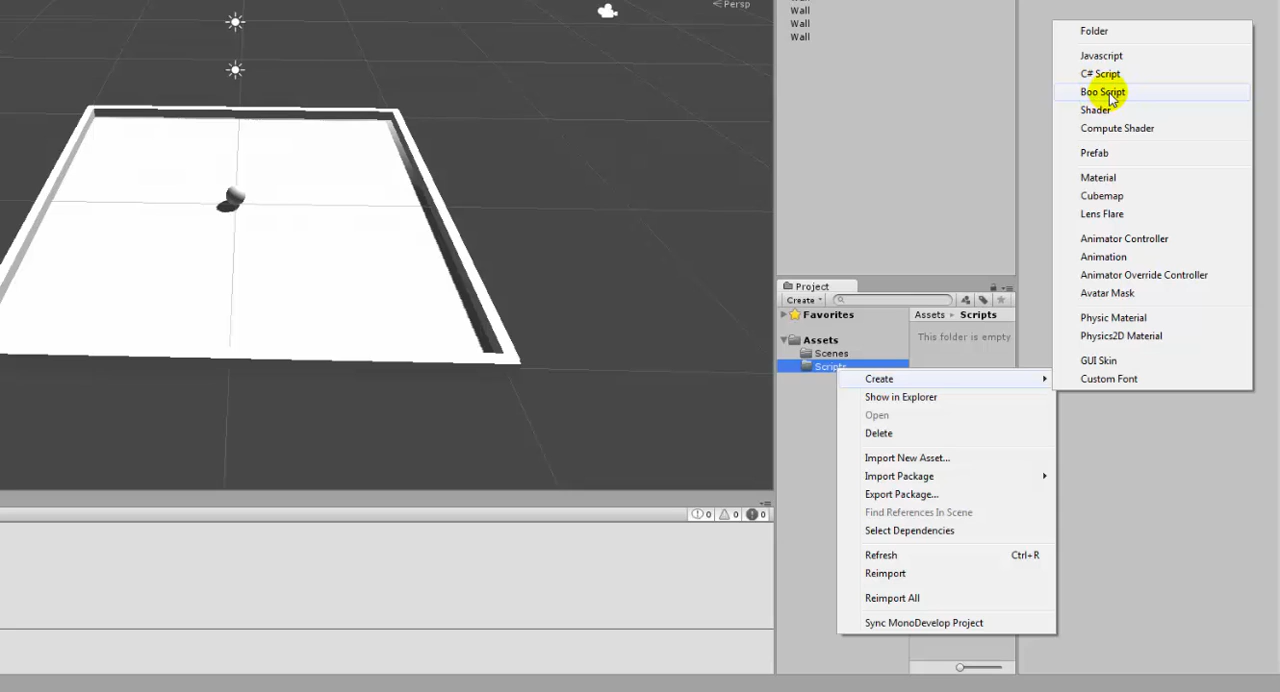 Persp
Wall
Wall
Wall
Wall
Project
Create
Favorites
Assets
Scenes
Scripts
Assets Scripts
This folder is empty
Create
Show in Explorer
Open
Delete
Import New Asset...
Import Package
Export Package...
Find References In Scene
Select Dependencies
Refresh Ctrl+R
Reimport
Reimport All
Sync MonoDevelop Project
Folder
Javascript
C# Script
Boo Script
Shader
Compute Shader
Prefab
Material
Cubemap
Lens Flare
Animator Controller
Animation
Animator Override Controller
Avatar Mask
Physic Material
Physics2D Material
GUI Skin
Custom Font
0 0 0